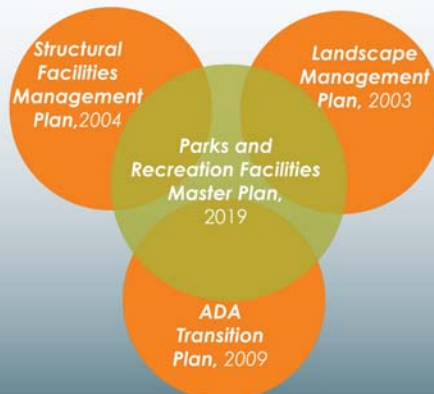 Structural
Facilities
Management
Plan,2004
Landscape
Management
Plan, 2003
Parks and
Recreation Facilities
Master Plan,
2019
ADA
Transition
Plan, 2009